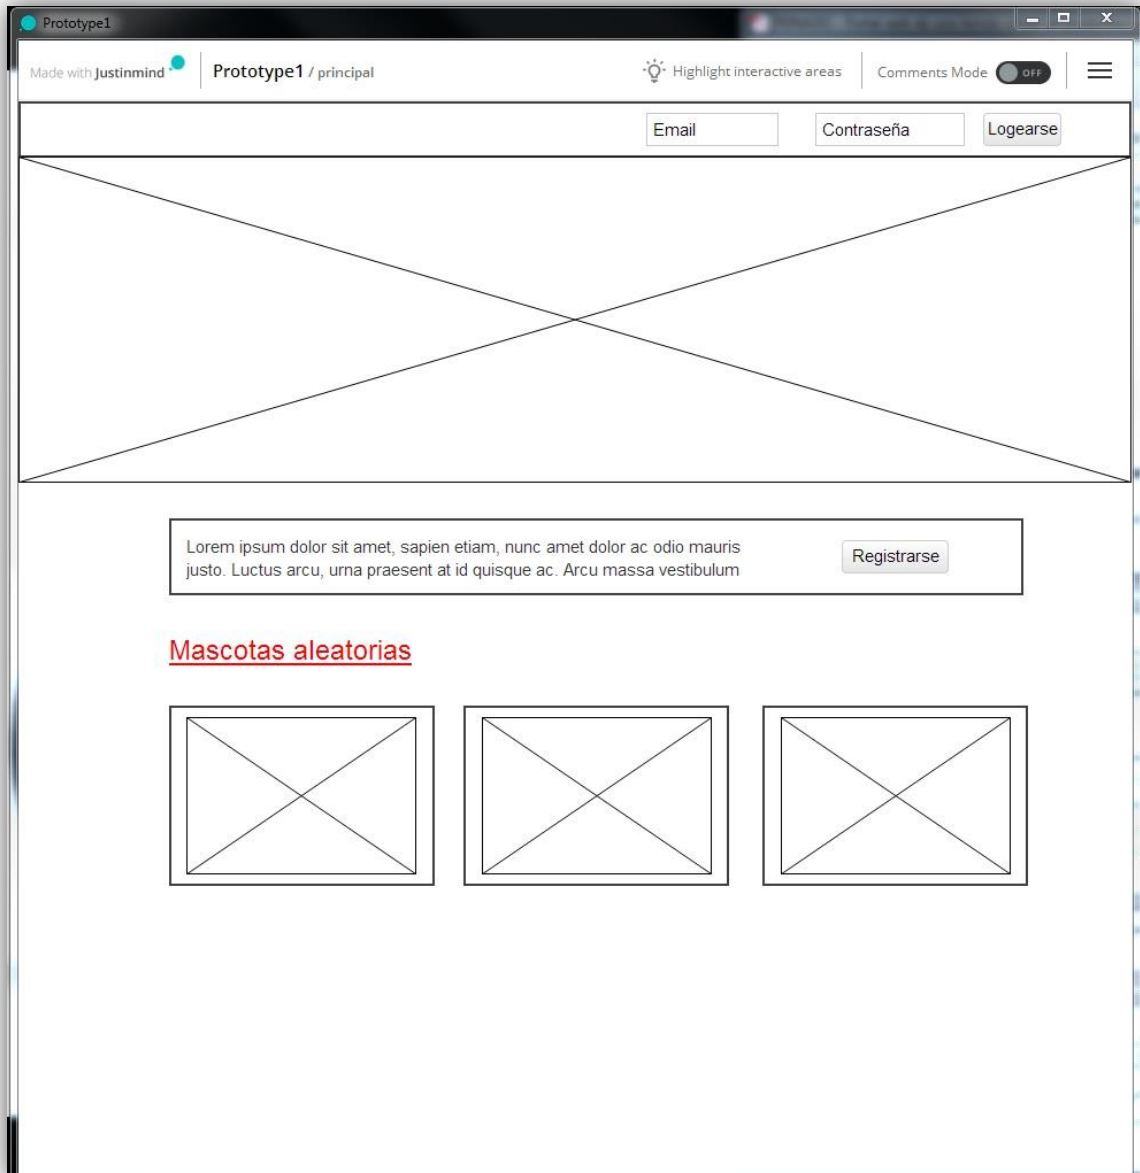 Prototype1
Made with Justinmind
Prototype1 / principal
Highlight interactive areas
Comments Mode OFF
Email
Contraseña
Logearse
Lorem ipsum dolor sit amet, sapien etiam, nunc amet dolor ac odio mauris
justo. Luctus arcu, urna praesent at id quisque ac. Arcu massa vestibulum
Registrarse
Mascotas aleatorias